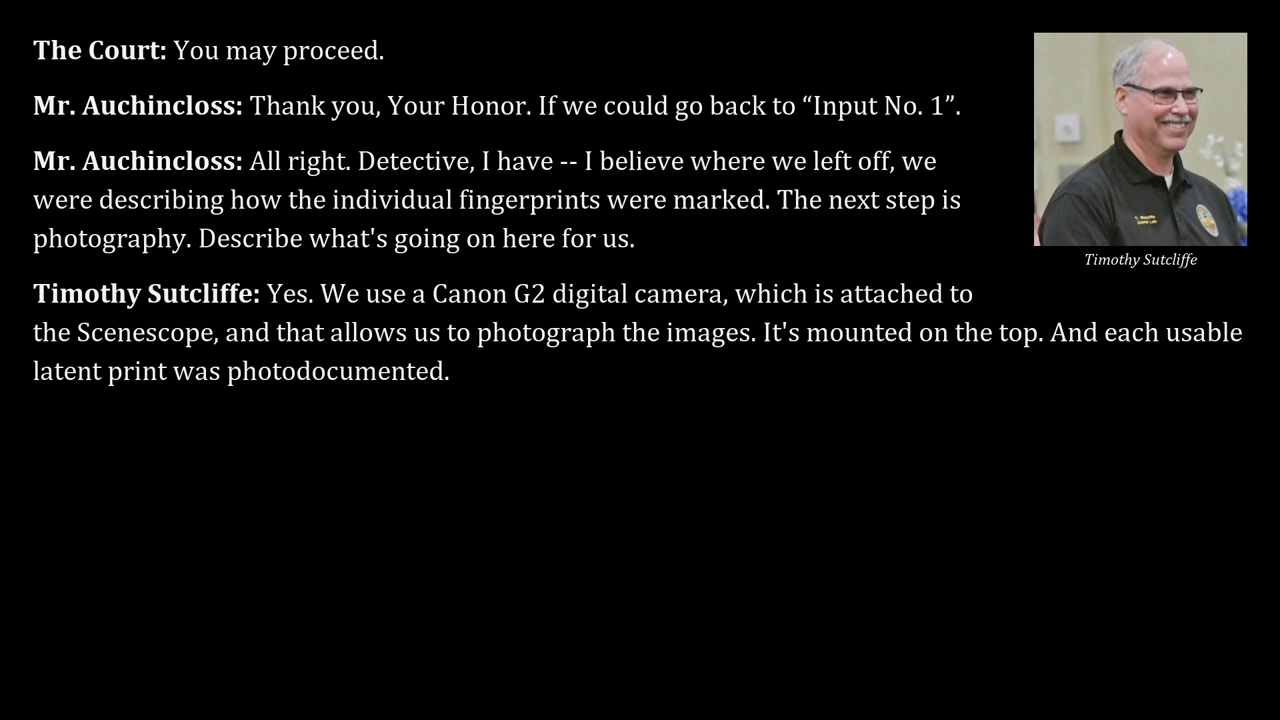 The Court: You may proceed.
Mr. Auchincloss: Thank you, Your Honor. If we could go back to “Input No. 1”.
Mr. Auchincloss: All right. Detective, I have -- I believe where we left off, we
were describing how the individual fingerprints were marked. The next step is
photography. Describe what's going on here for us.
Timothy Sutcliffe
Timothy Sutcliffe: Yes. We use a Canon G2 digital camera, which is attached to
the Scenescope, and that allows us to photograph the images. It's mounted on the top. And each usable
latent print was photodocumented.